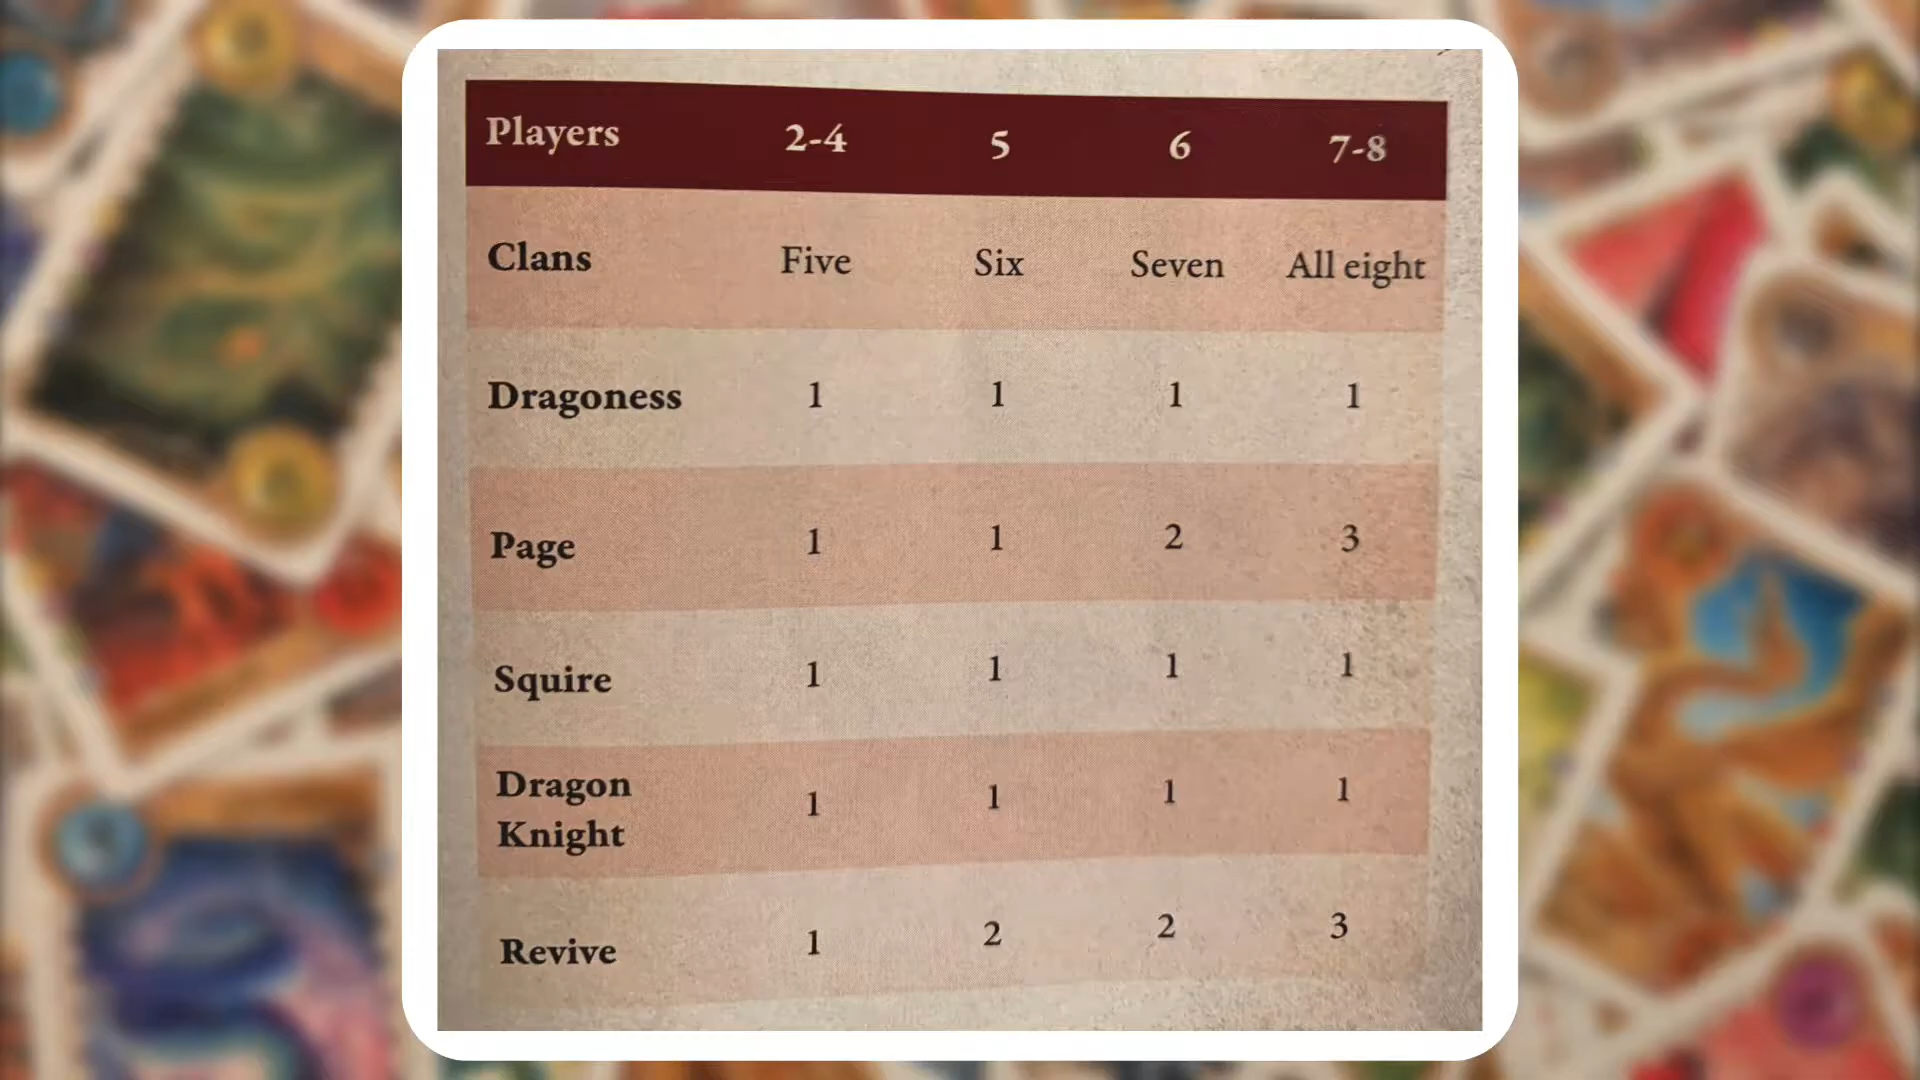 Players 2-4 5 6 7-8
Clans Five Six Seven All eight
Dragoness 1 1 1 1
Page 1 1 2 3
Squire 1 1 1 1
Dragon
Knight 1 1 1 1
Revive 1 2 2 3